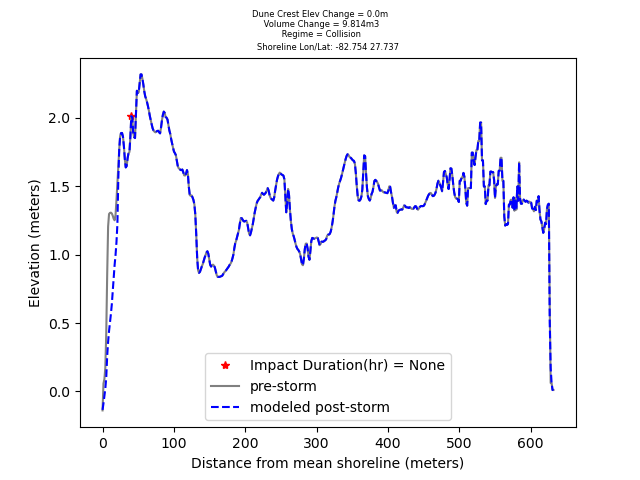 Dune Crest Elev Change = 0.0m
Volume Change = 9.814m3
Regime = Collision
Shoreline Lon/Lat: -82.754 27.737
2.0
1.5
1.0
0.5
0.0
Elevation (meters)
Impact Duration(hr) = None
pre-storm
modeled post-storm
0 100 200 300 400 500 600
Distance from mean shoreline (meters)